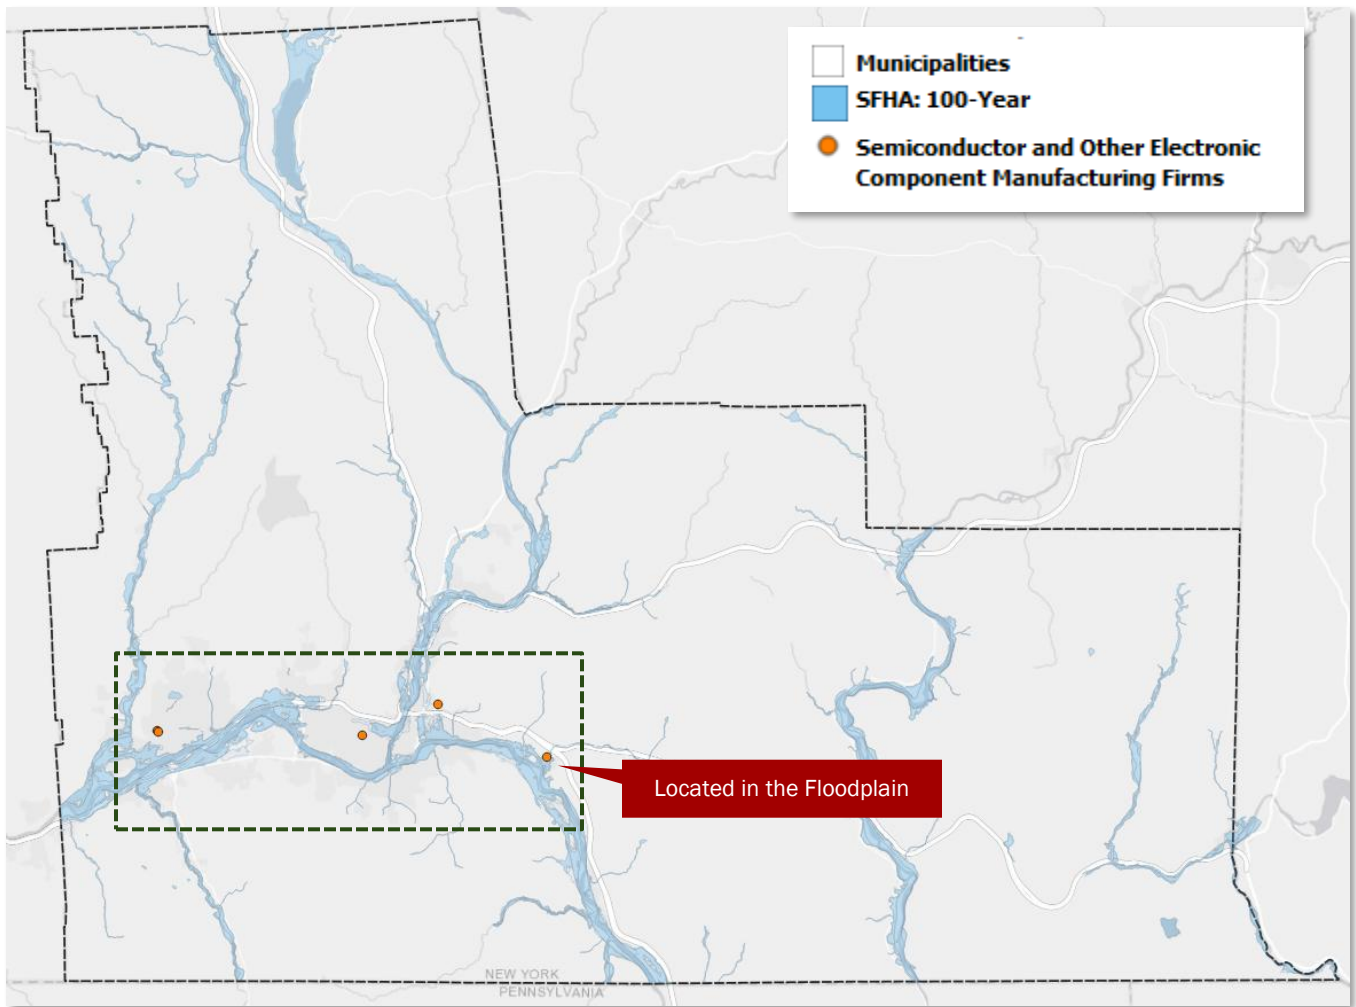 Municipalities
SFHA: 100-Year
Semiconductor and Other Electronic
Component Manufacturing Firms
Located in the Floodplain
NEW YORK
PENNSYLVANIA